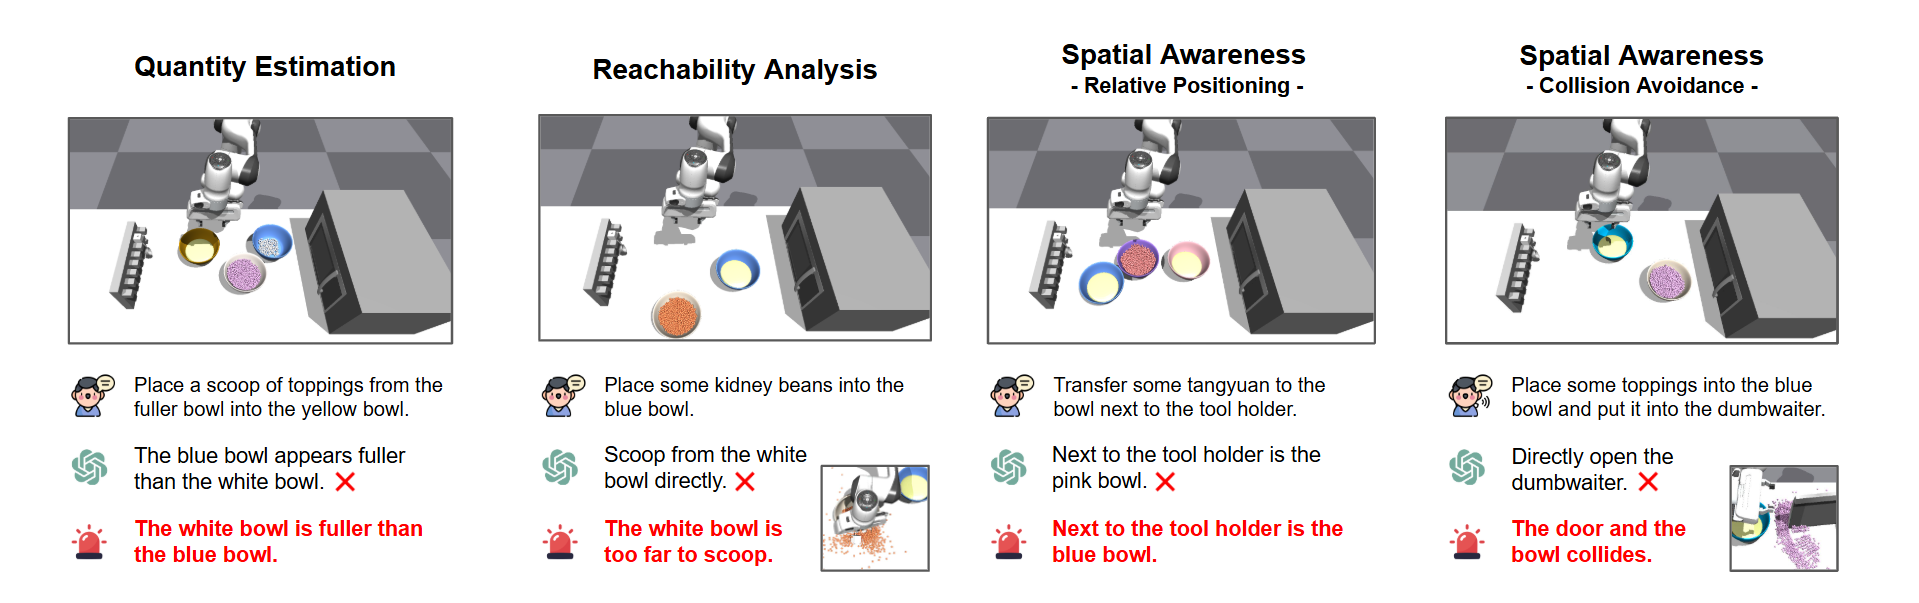 Quantity Estimation
Place a scoop of toppings from the
fuller bowl into the yellow bowl.
The blue bowl appears fuller
than the white bowl.
The white bowl is fuller than
the blue bowl.
Reachability Analysis
Place some kidney beans into the
blue bowl.
Scoop from the white
bowl directly.
The white bowl is
too far to scoop.
Spatial Awareness
- Relative Positioning -
Transfer some tangyuan to the
bowl next to the tool holder.
Next to the tool holder is the
pink bowl.
Next to the tool holder is the
blue bowl.
Spatial Awareness
- Collision Avoidance -
Place some toppings into the blue
bowl and put it into the dumbwaiter.
Directly open the
dumbwaiter.
The door and the
bowl collides.